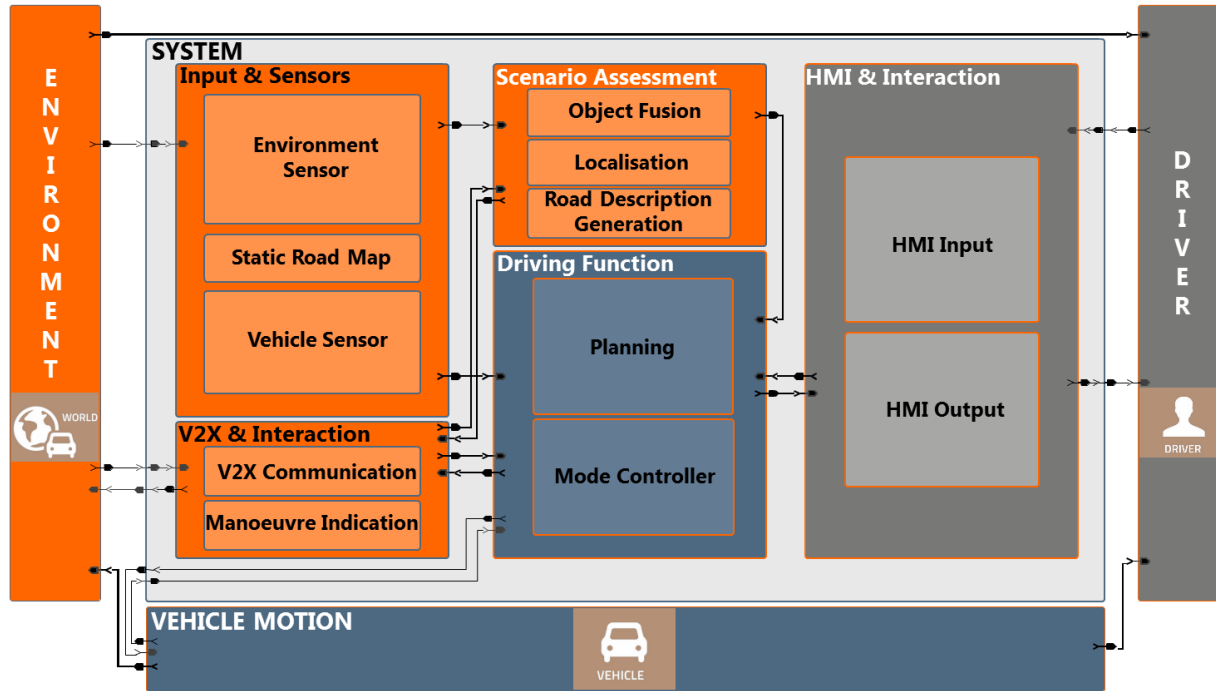 ENVIRONMENT
WORLD
SYSTEM
Input & Sensors
Environment
Sensor
Static Road Map
Vehicle Sensor
V2X & Interaction
V2X Communication
Manoeuvre Indication
Scenario Assessment
Object Fusion
Localisation
Road Description
Generation
Driving Function
Planning
Mode Controller
HMI & Interaction
HMI Input
HMI Output
DRIVER
DRIVER
VEHICLE MOTION
VEHICLE